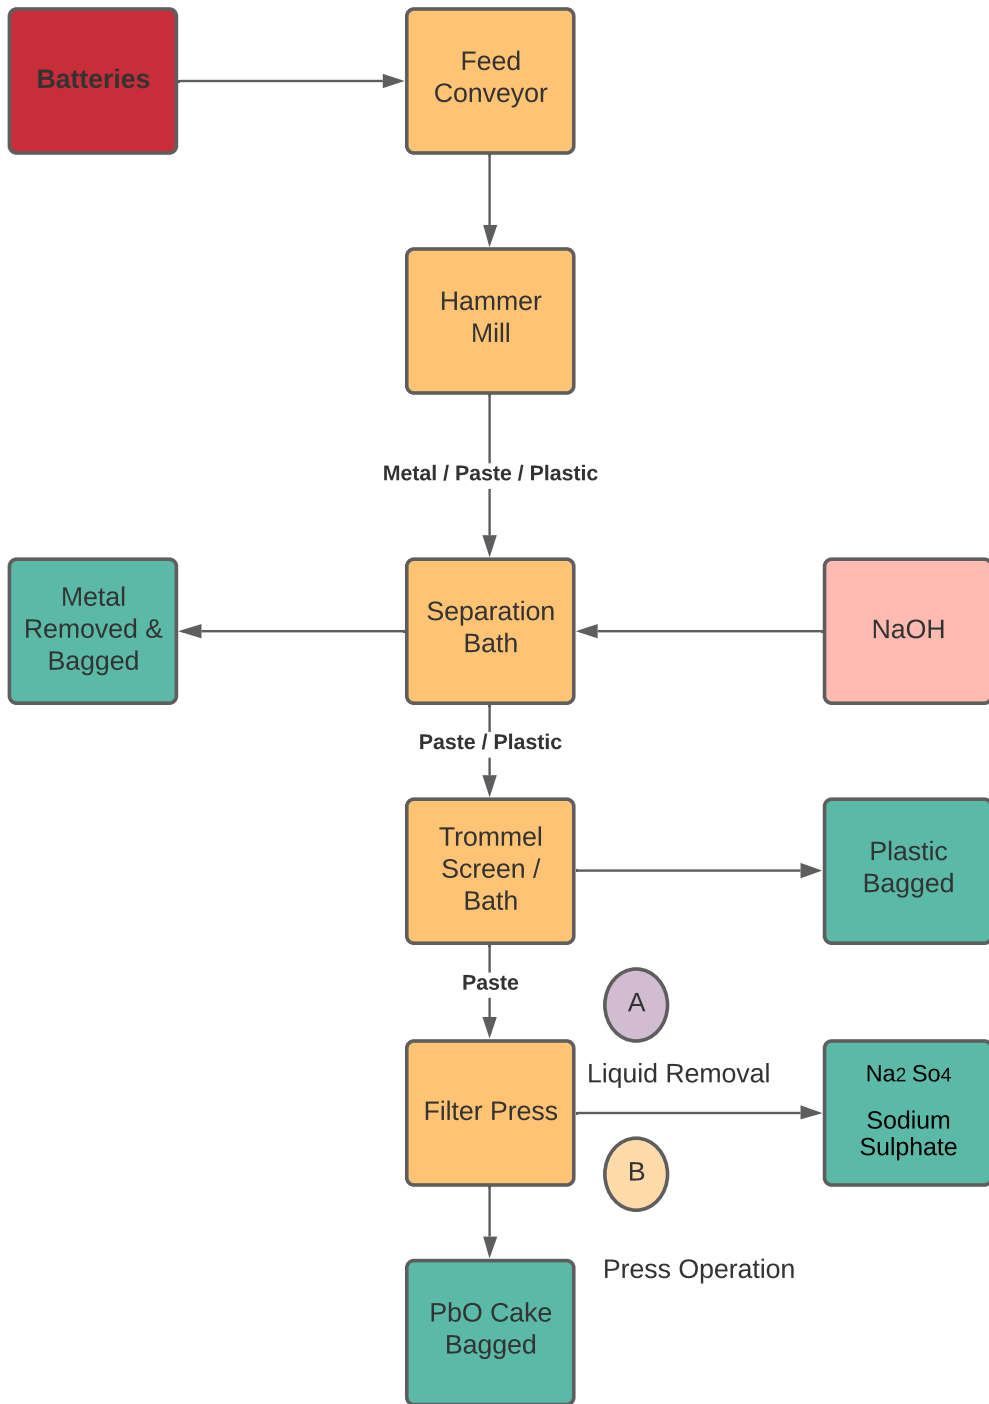 Batteries
Feed
Conveyor
Hammer
Mill
Metal / Paste / Plastic
Metal
Removed &
Bagged
Separation
Bath
NaOH
Paste / Plastic
Trommel
Screen /
Bath
Plastic
Bagged
Paste
A
Liquid Removal
Filter Press
Na2 So4
Sodium
Sulphate
B
Press Operation
PbO Cake
Bagged